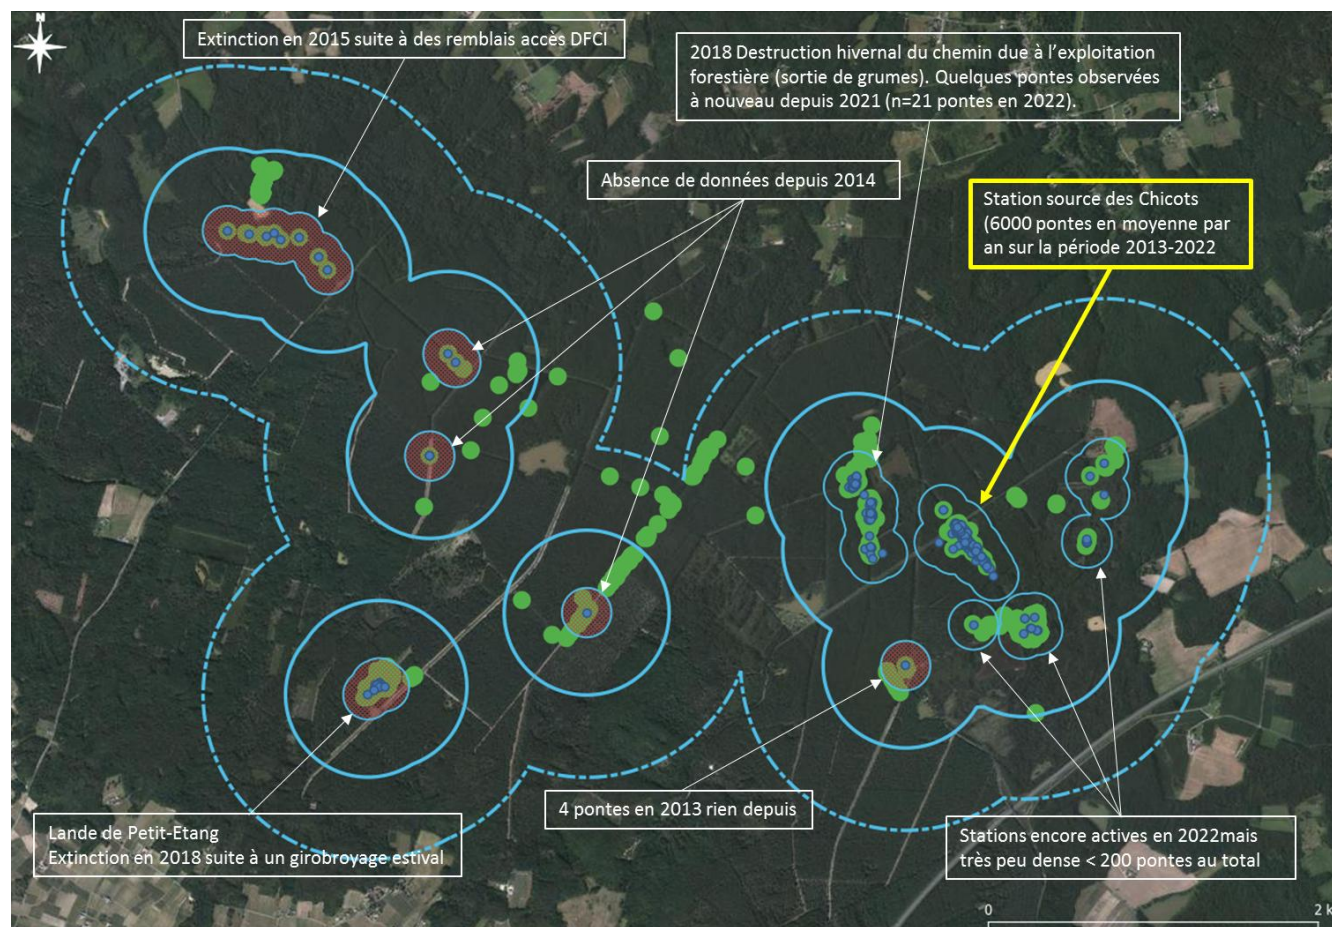 N
Extinction en 2015 suite à des remblais accès DFCI
2018 Destruction hivernal du chemin due à l'exploitation
forestière (sortie de grumes). Quelques pontes observées
à nouveau depuis 2021 (n=21 pontes en 2022).
Absence de données depuis 2014
Station source des Chicots
(6000 pontes en moyenne par
an sur la période 2013-2022
4 pontes en 2013 rien depuis
Lande de Petit-Etang
Extinction en 2018 suite à un girobroyage estival
Stations encore actives en 2022mais
très peu dense < 200 pontes au total
0
2 k